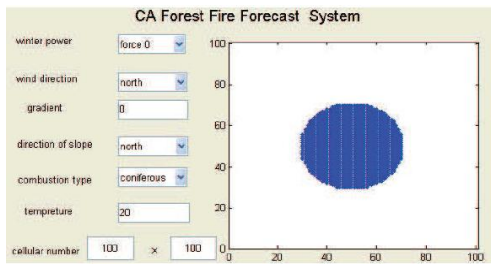 CA Forest Fire Forecast System
winter power force 0
wind direction north
gradient 0
direction of slope north
combustion type coniferous
tempreture 20
cellular number 100 × 100
100
80
60
40
20
0
0 20 40 60 80 100